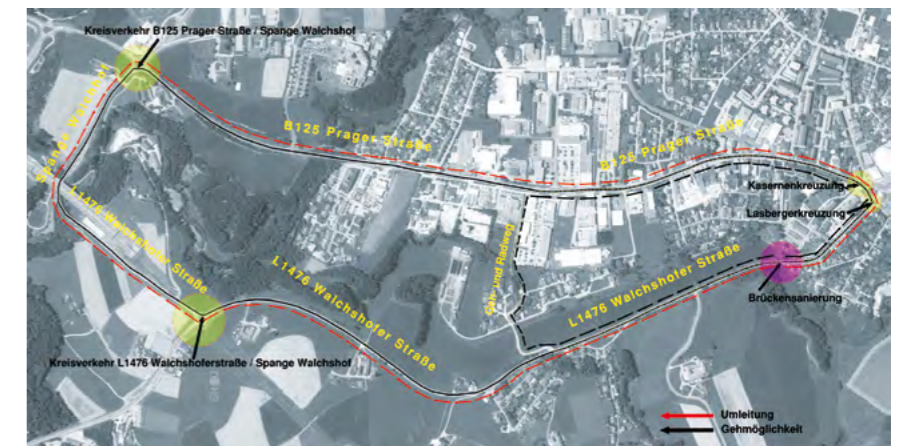 Kreisverkehr B125 Prager Straße / Spange Walchshof
Spange Walchhof
B125 Prager Straße
B125 Prager Straße
Kasernenkreuzung
Lasbergerkreuzung
L1476 Walchshofer Straße
L1476 Walchshofer Straße
Geh- und Radweg
L1476 Walchshofer Straße
Brückensanierung
Kreisverkehr L1476 Walchshoferstraße / Spange Walchshof
Umleitung
Gehmöglichkeit